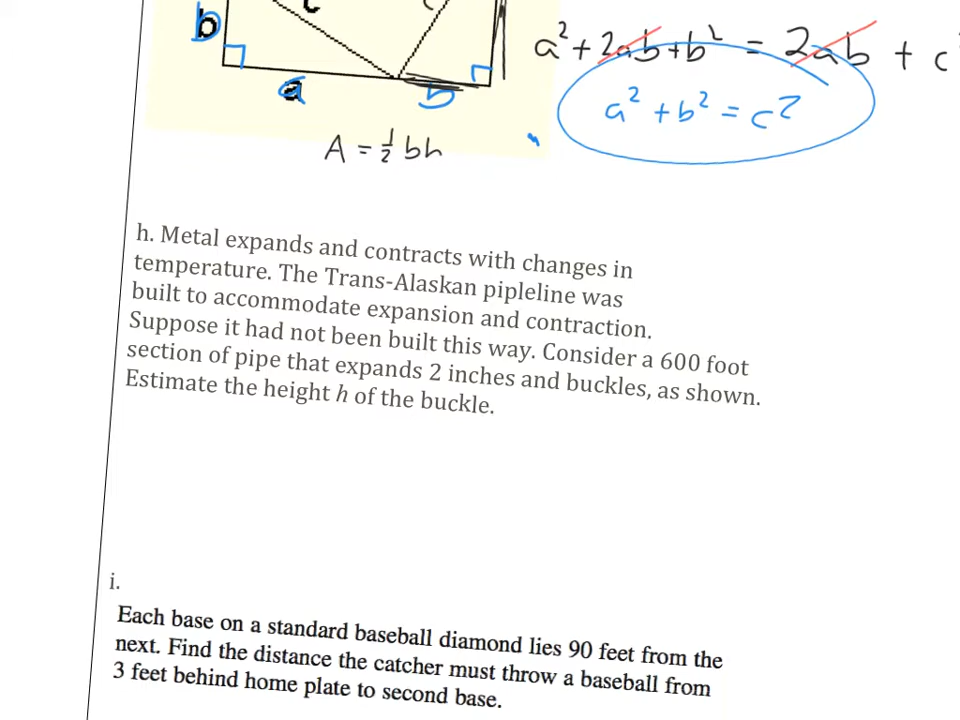 b
c
a
b
a² + 2ab + b² = 2ab + c
a² + b² = c²
A = ½ bh
h. Metal expands and contracts with changes in
temperature. The Trans-Alaskan pipleline was
built to accommodate expansion and contraction.
Suppose it had not been built this way. Consider a 600 foot
section of pipe that expands 2 inches and buckles, as shown.
Estimate the height h of the buckle.
i.
Each base on a standard baseball diamond lies 90 feet from the
next. Find the distance the catcher must throw a baseball from
3 feet behind home plate to second base.